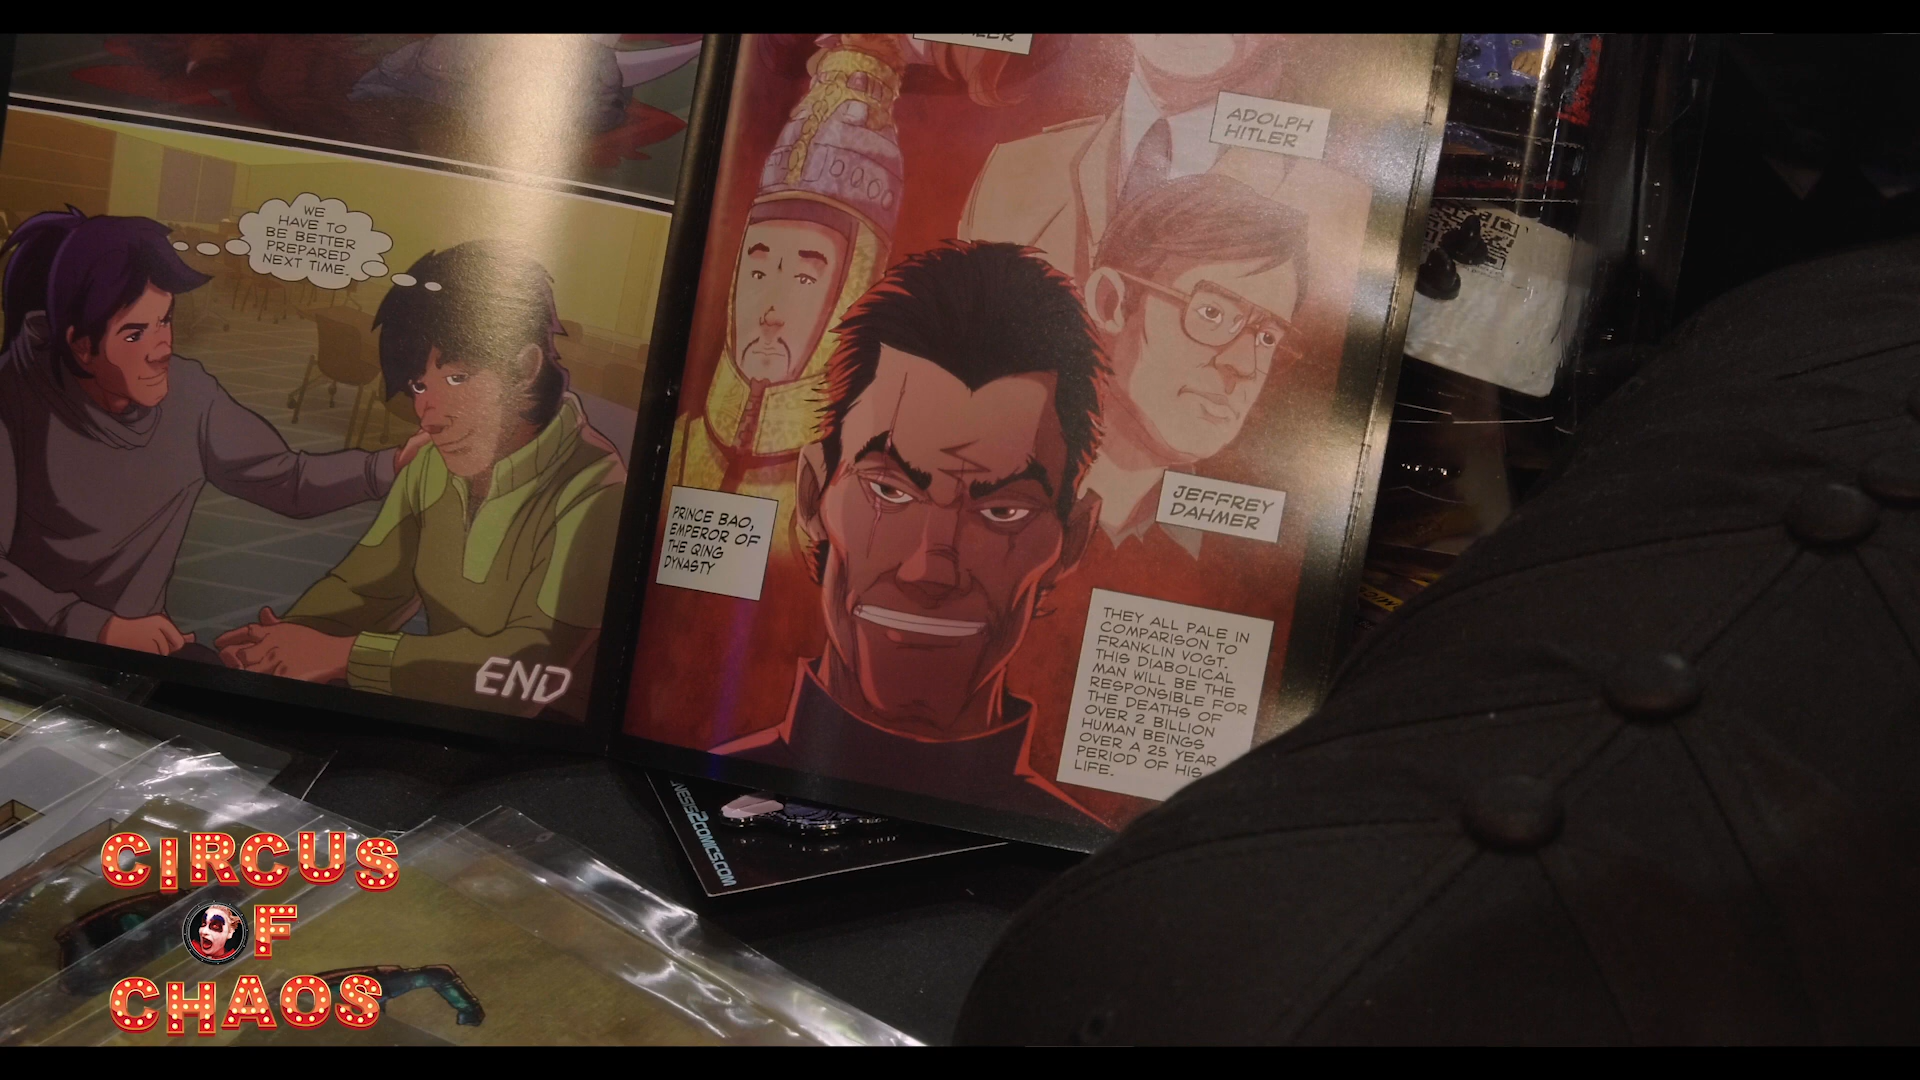 WE
HAVE TO
BE BETTER
PREPARED
NEXT TIME.
END
ADOLPH
HITLER
PRINCE BAO,
EMPEROR OF
THE QING
DYNASTY
JEFFREY
DAHMER
THEY ALL PALE IN
COMPARISON TO
FRANKLIN VOGT.
THIS DIABOLICAL
MAN WILL BE THE
RESPONSIBLE FOR
THE DEATHS OF
OVER 2 BILLION
HUMAN BEINGS
OVER A 25 YEAR
PERIOD OF HIS
LIFE.
NESIS2COMICS.COM
CIRCUS
OF
CHAOS